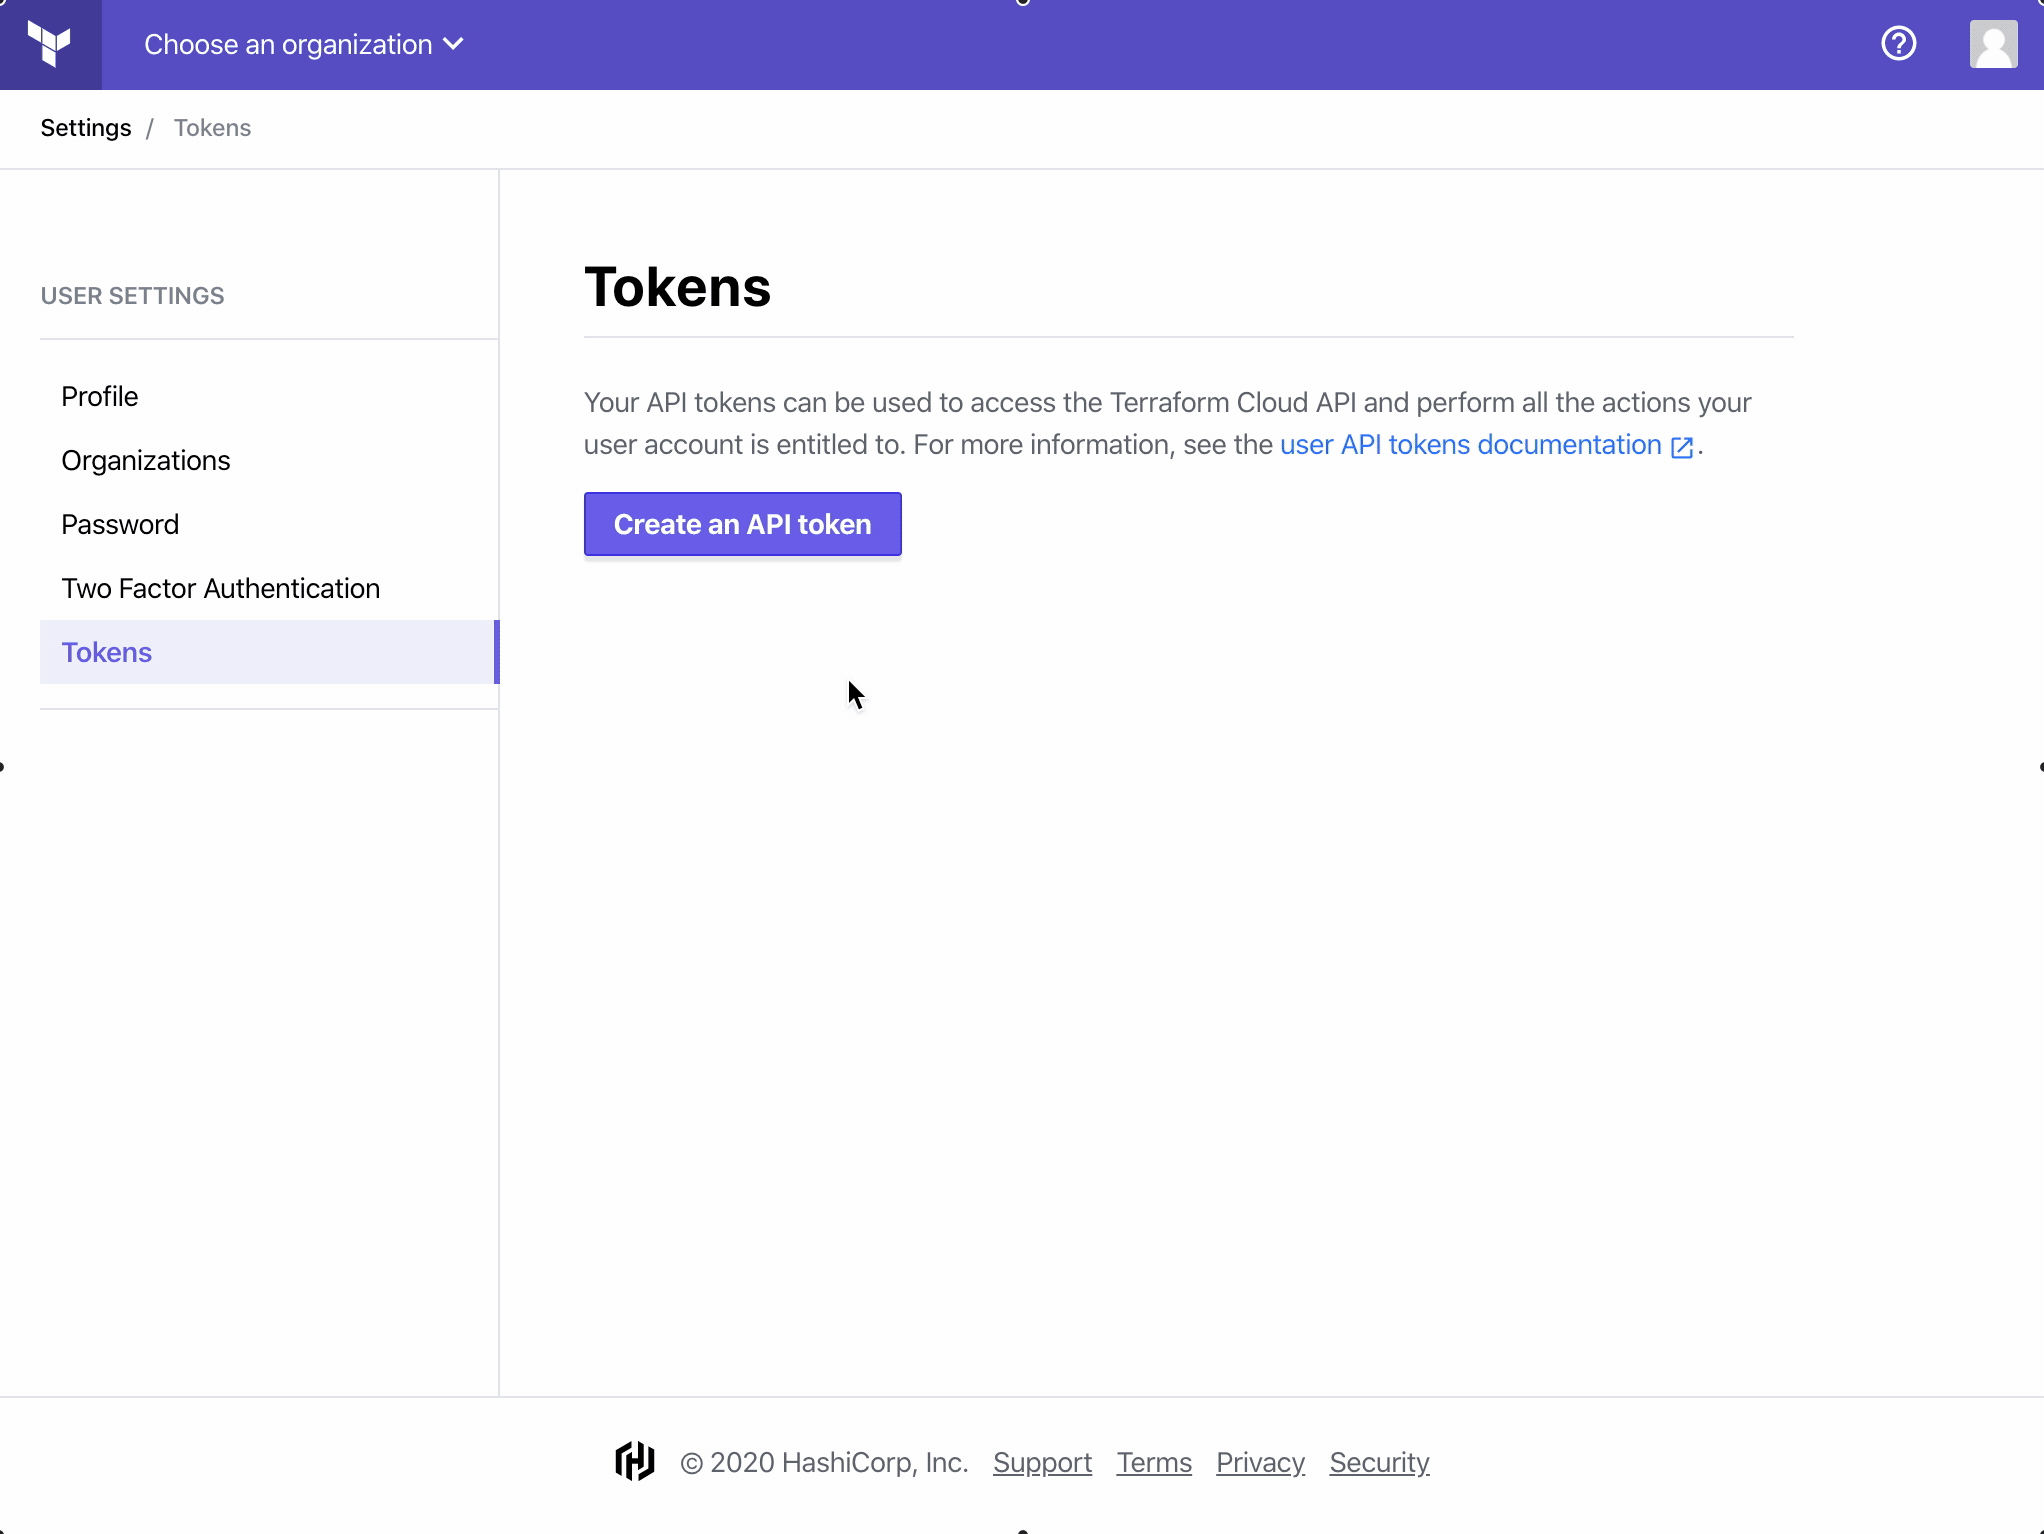 Choose an organization
Settings / Tokens
USER SETTINGS
Profile
Organizations
Password
Two Factor Authentication
Tokens
Tokens
Your API tokens can be used to access the Terraform Cloud API and perform all the actions your
user account is entitled to. For more information, see the user API tokens documentation.
Create an API token
© 2020 HashiCorp, Inc. Support Terms Privacy Security